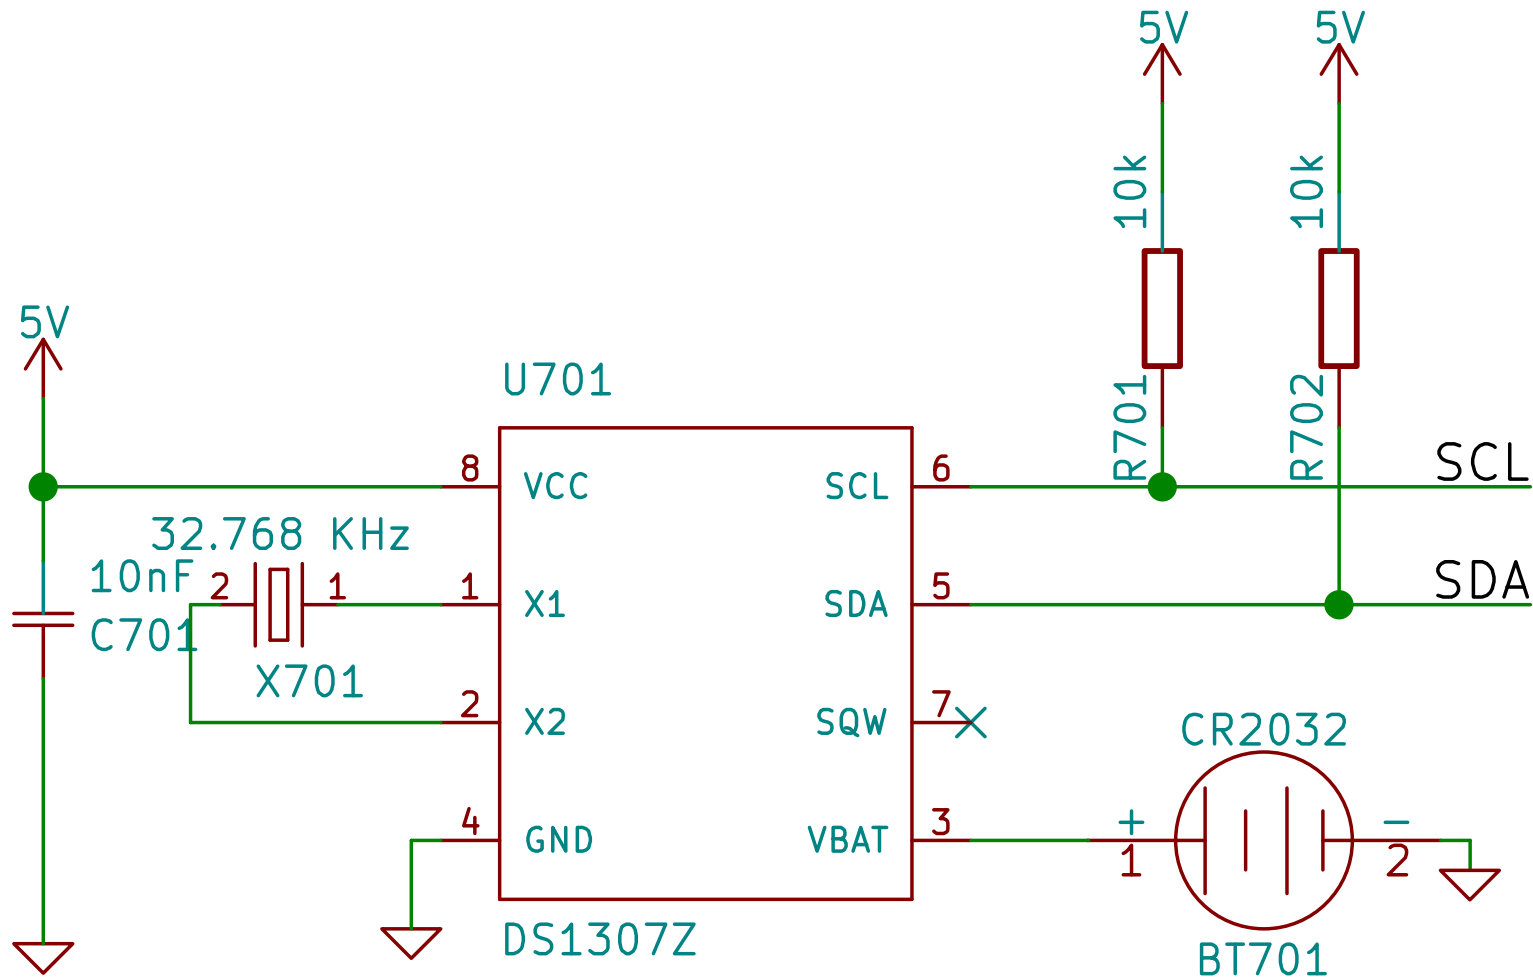 5V
5V
10k
10k
5V
U701
R701
R702
SCL
8
VCC
SCL
6
32.768 KHz
10nF
2
1
1
X1
SDA
5
SDA
C701
X701
2
X2
SQW
7
CR2032
4
GND
VBAT
3
+
1
−
2
DS1307Z
BT701